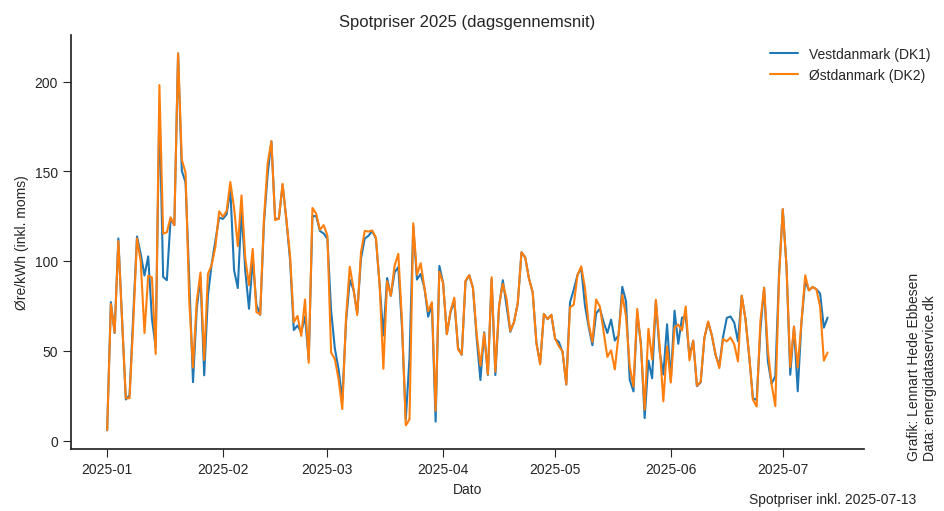 Spotpriser 2025 (dagsgennemsnit)
Vestdanmark (DK1)
Østdanmark (DK2)
Øre/kWh (inkl. moms)
200
150
100
50
0
2025-01
2025-02
2025-03
2025-04
2025-05
2025-06
2025-07
Dato
Grafik: Lennart Hede Ebbesen
Data: energidataservice.dk
Spotpriser inkl. 2025-07-13